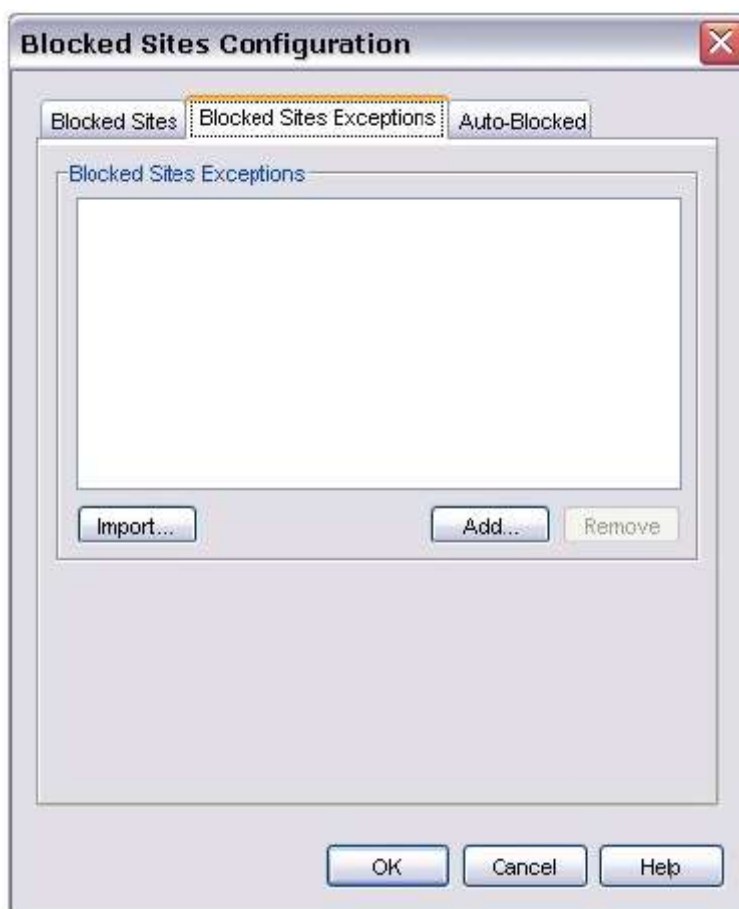 Blocked Sites Configuration
Blocked Sites
Blocked Sites Exceptions
Auto-Blocked
Blocked Sites Exceptions
Import...
Add...
Remove
OK
Cancel
Help